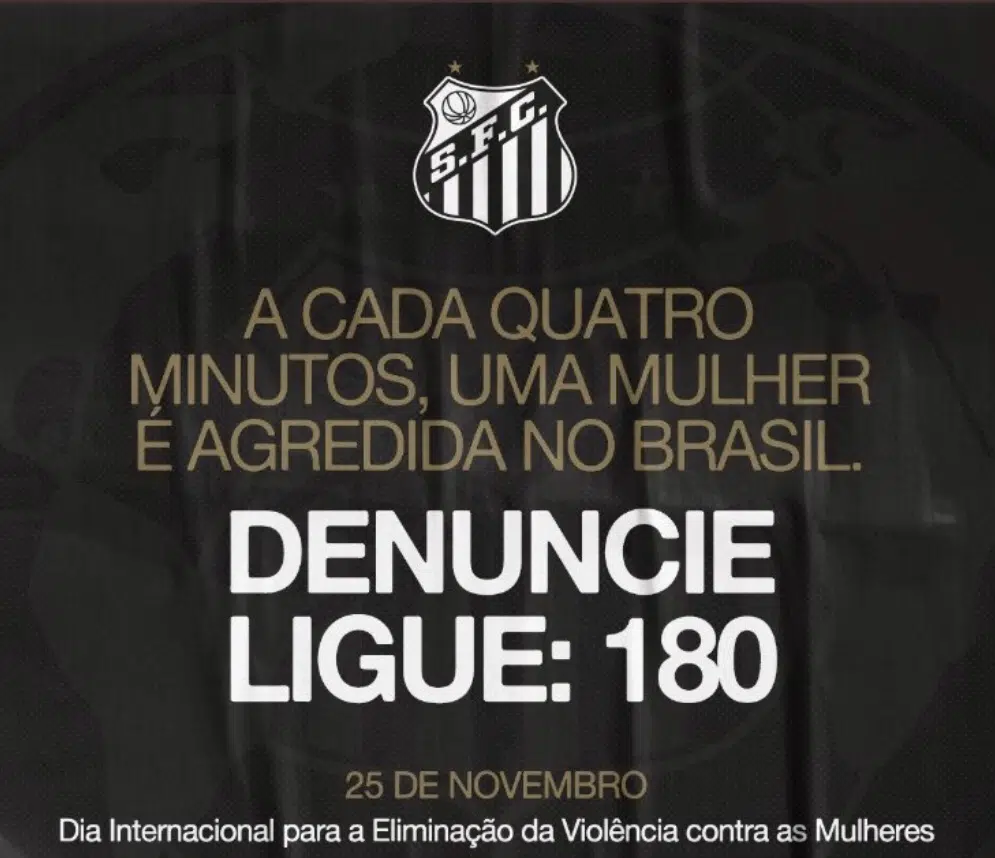 S.F.C.
A CADA QUATRO
MINUTOS, UMA MULHER
É AGREDIDA NO BRASIL.
DENUNCIE
LIGUE: 180
25 DE NOVEMBRO
Dia Internacional para a Eliminação da Violência contra as Mulheres